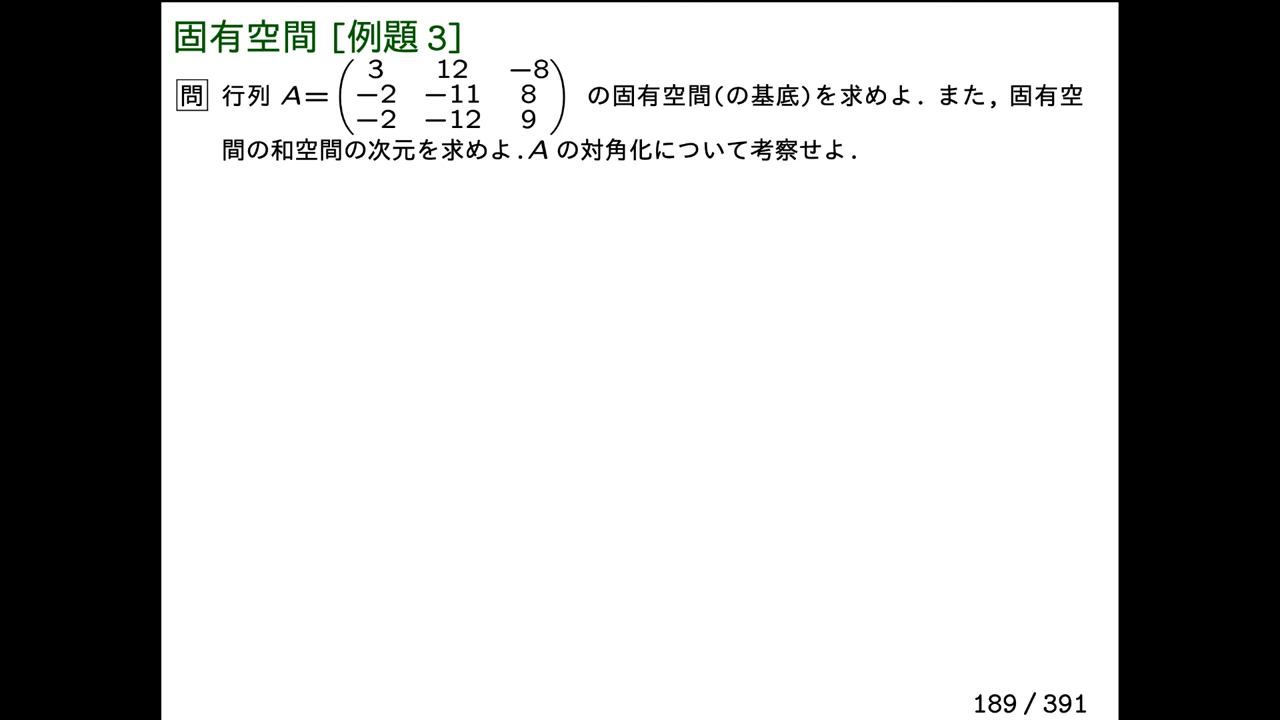 固有空間 [例題 3]
問 行列 A=( 3 12 −8
−2 −11 8
−2 −12 9 ) の固有空間(の基底)を求めよ. また, 固有空
間の和空間の次元を求めよ.A の対角化について考察せよ.
189 / 391